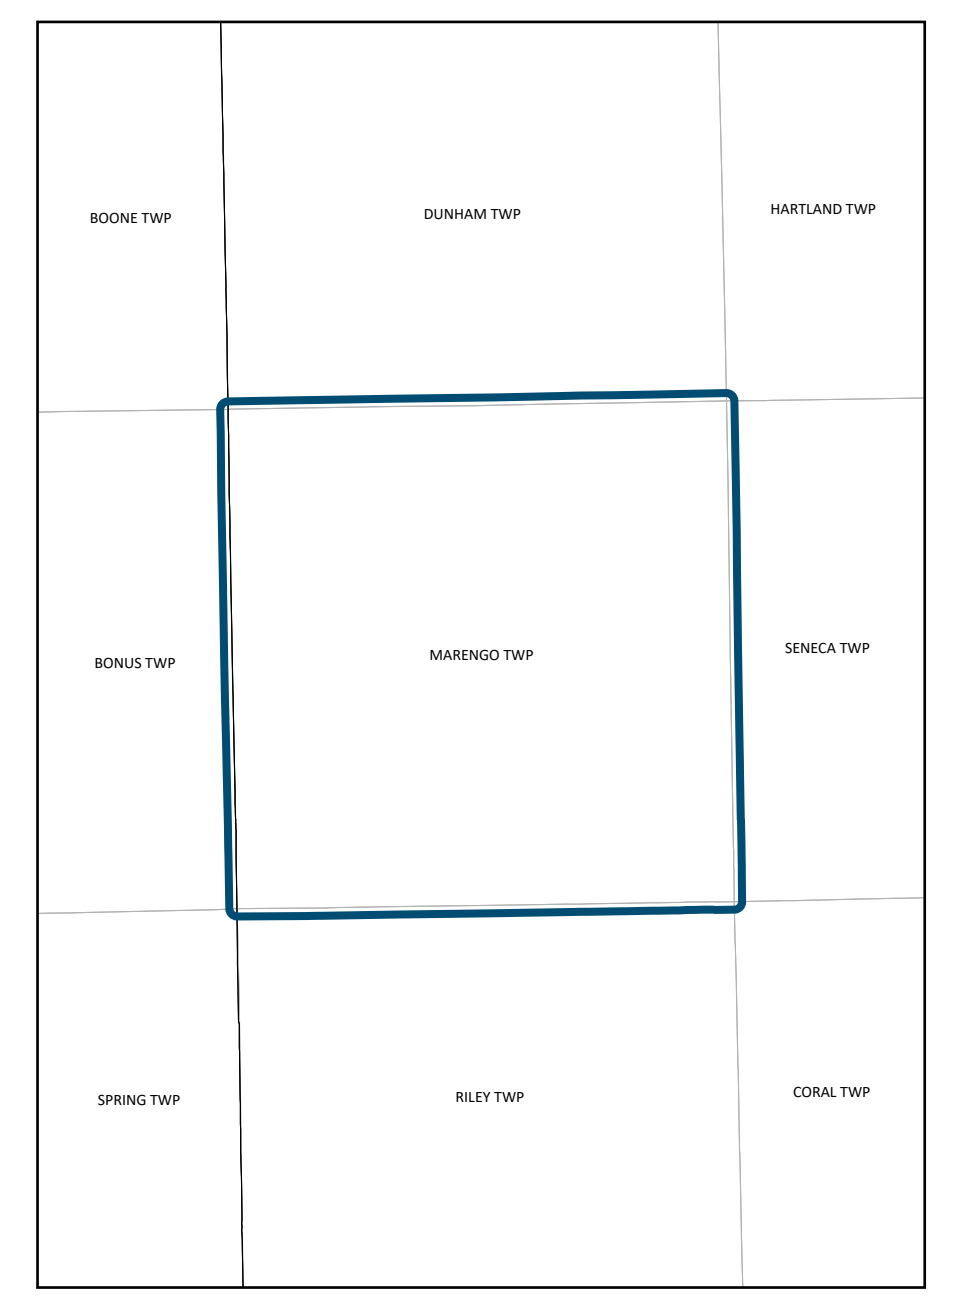 BOONE TWP
DUNHAM TWP
HARTLAND TWP
BONUS TWP
MARENGO TWP
SENECA TWP
SPRING TWP
RILEY TWP
CORAL TWP